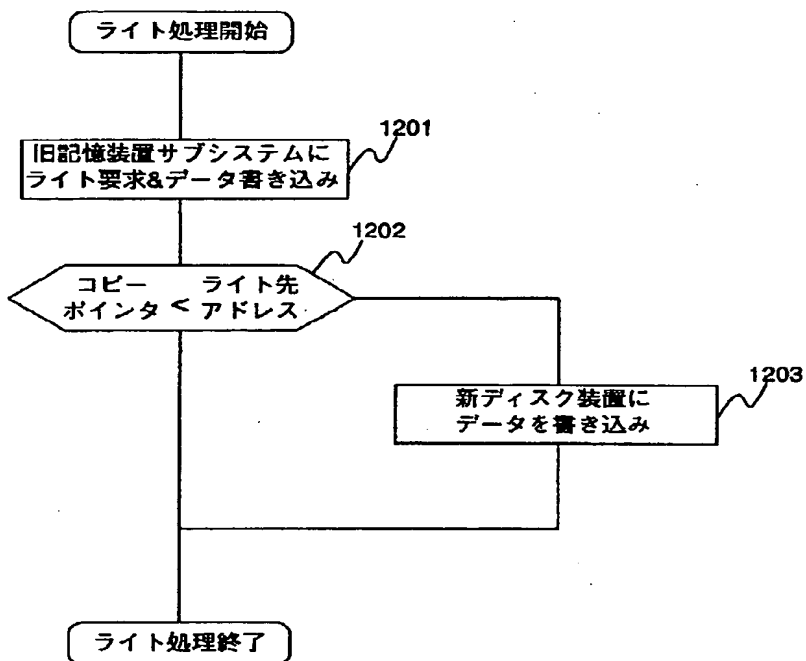 ライト処理開始
1201
旧記憶装置サブシステムに
ライト要求&データ書き込み
1202
コピー ライト先
ポインタ < アドレス
1203
新ディスク装置に
データを書き込み
ライト処理終了